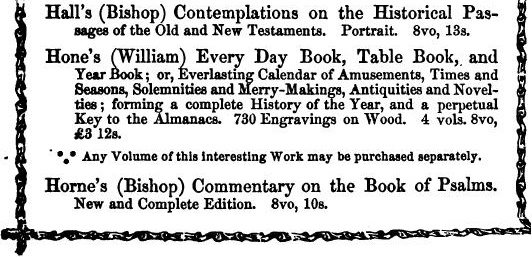 Hall's (Bishop) Contemplations on the Historical Pas-
sages of the Old and New Testaments. Portrait. 8vo, 13s.
Hone's (William) Every Day Book, Table Book, and
Year Book; or, Everlasting Calendar of Amusements, Times and
Seasons, Solemnities and Merry-Makings, Antiquities and Novel-
ties; forming a complete History of the Year, and a perpetual
Key to the Almanacs. 730 Engravings on Wood. 4 vols. 8vo,
£3 12s.
*** Any Volume of this interesting Work may be purchased separately.
Horne's (Bishop) Commentary on the Book of Psalms.
New and Complete Edition. 8vo, 10s.